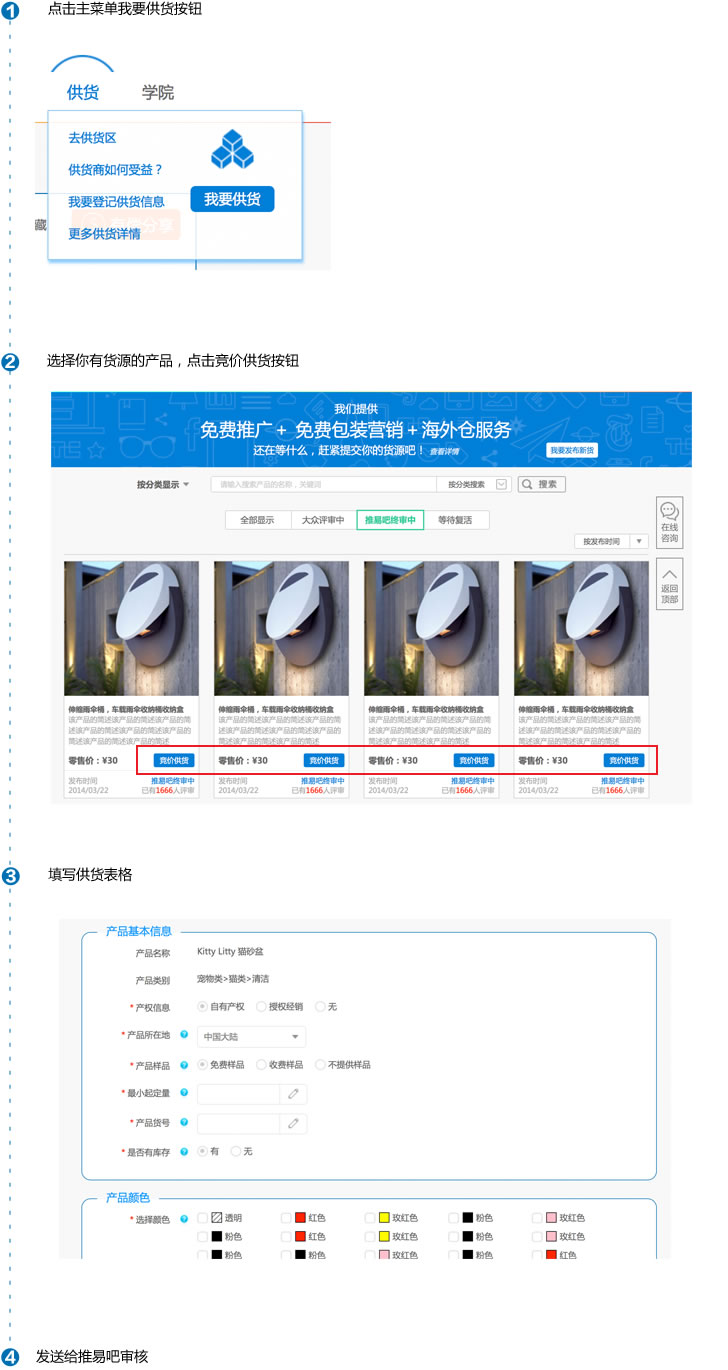 1 点击主菜单我要供货按钮
供货 学院
去供货区
供货商如何受益？
我要登记供货信息
我要供货
更多供货详情
藏
分享
2 选择你有货源的产品，点击竞价供货按钮
我们提供
免费推广+ 免费包装营销+海外仓服务
还在等什么，赶紧提交你的货源吧！ 查看详情
我要发布新货
按分类显示
请输入搜索产品的名称，关键词
按分类搜索
搜索
全部显示 大众评审中 推易吧终审中 等待复活
按发布时间
在线
咨询
返回
顶部
伸缩雨伞桶，车载雨伞收纳桶收纳盒 伸缩雨伞桶，车载雨伞收纳桶收纳盒 伸缩雨伞桶，车载雨伞收纳桶收纳盒 伸缩雨伞桶，车载雨伞收纳桶收纳盒
该产品的简述该产品的简述该产品的简 该产品的简述该产品的简述该产品的简 该产品的简述该产品的简述该产品的简 该产品的简述该产品的简述该产品的简
述该产品的简述该产品的简述该产品的 述该产品的简述该产品的简述该产品的 述该产品的简述该产品的简述该产品的 述该产品的简述该产品的简述该产品的
简述该产品的简述该产品的简述 简述该产品的简述该产品的简述 简述该产品的简述该产品的简述 简述该产品的简述该产品的简述
零售价：¥30 竞价供货 零售价：¥30 竞价供货 零售价：¥30 竞价供货 零售价：¥30 竞价供货
发布时间 推易吧终审中 发布时间 推易吧终审中 发布时间 推易吧终审中 发布时间 推易吧终审中
2014/03/22 已有1666人评审 2014/03/22 已有1666人评审 2014/03/22 已有1666人评审 2014/03/22 已有1666人评审
3 填写供货表格
产品基本信息
产品名称 Kitty Litty 猫砂盆
产品类别 宠物类>猫类>清洁
* 产权信息 自有产权 授权经销 无
* 产品所在地 ? 中国大陆
* 产品样品 ? 免费样品 收费样品 不提供样品
* 最小起定量 ?
* 产品货号 ?
* 是否有库存 ? 有 无
产品颜色
* 选择颜色 ? 透明 红色 玫红色 粉色 玫红色
粉色 红色 玫红色 粉色 玫红色
粉色 粉色 玫红色 粉色 红色
4 发送给推易吧审核